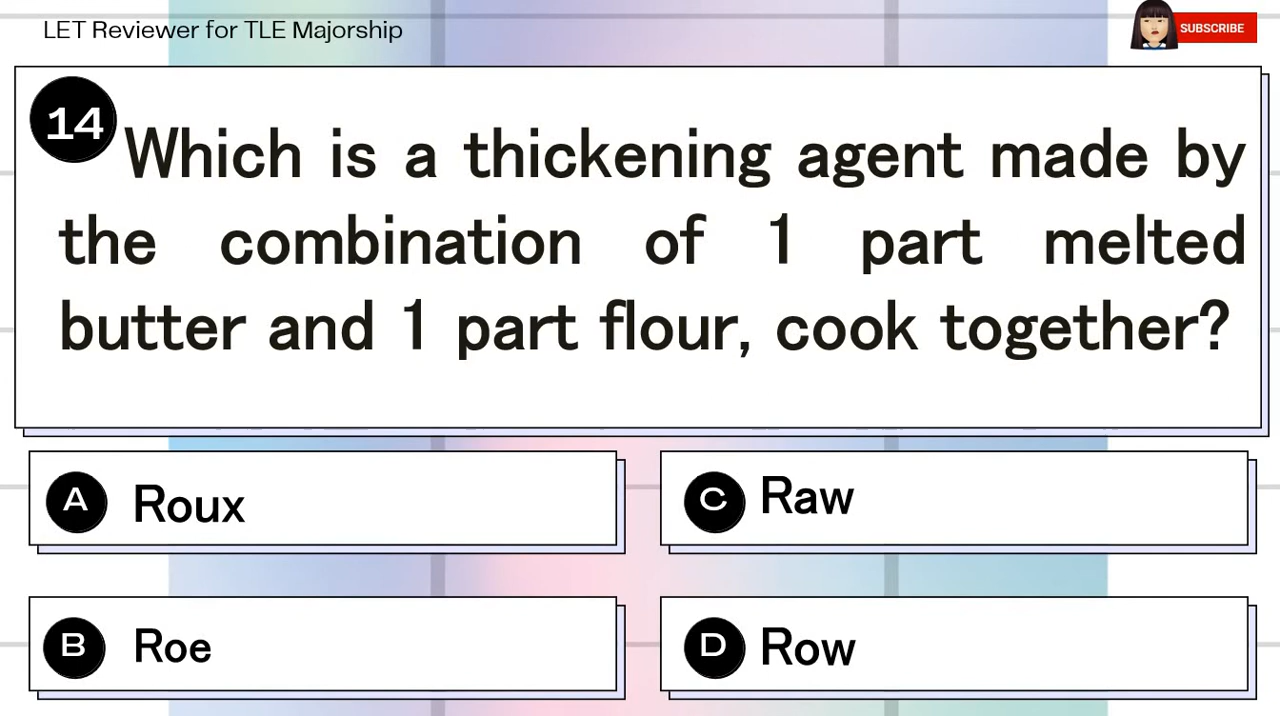 LET Reviewer for TLE Majorship
SUBSCRIBE
14
Which is a thickening agent made by
the combination of 1 part melted
butter and 1 part flour, cook together?
A Roux
C Raw
B Roe
D Row